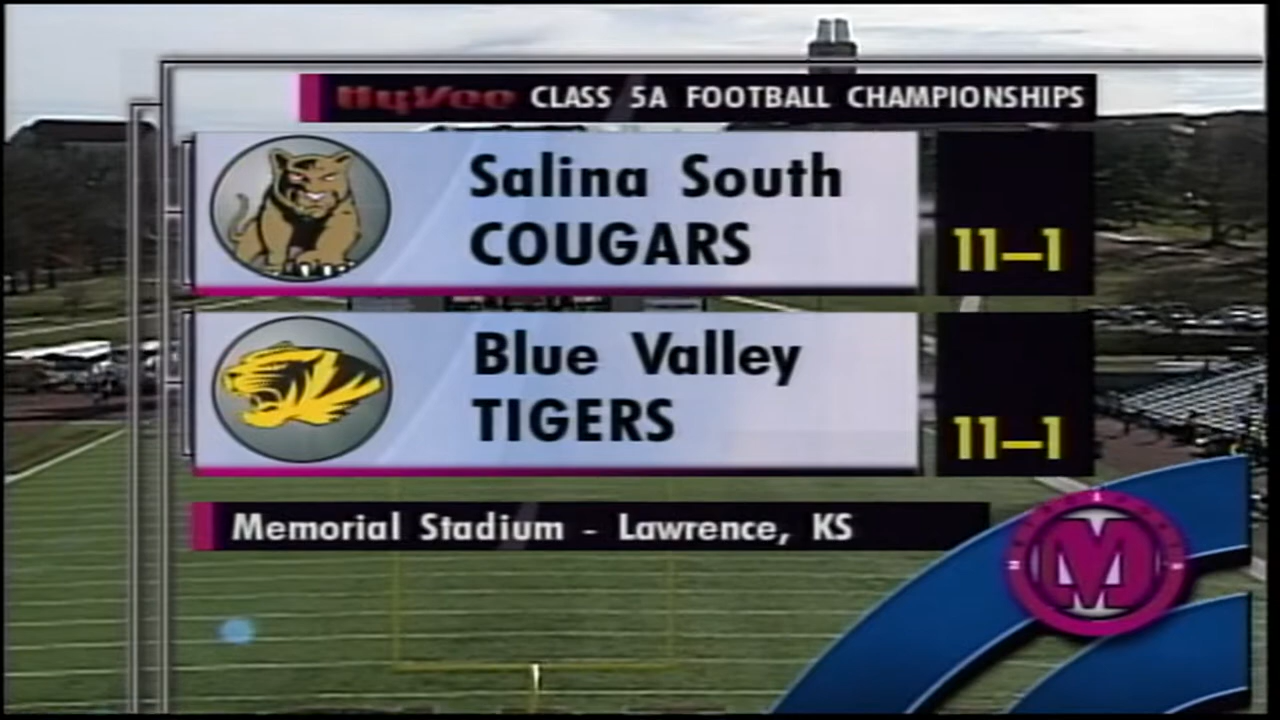 HyVee CLASS 5A FOOTBALL CHAMPIONSHIPS
Salina South
COUGARS
11–1
Blue Valley
TIGERS
11–1
Memorial Stadium - Lawrence, KS
M